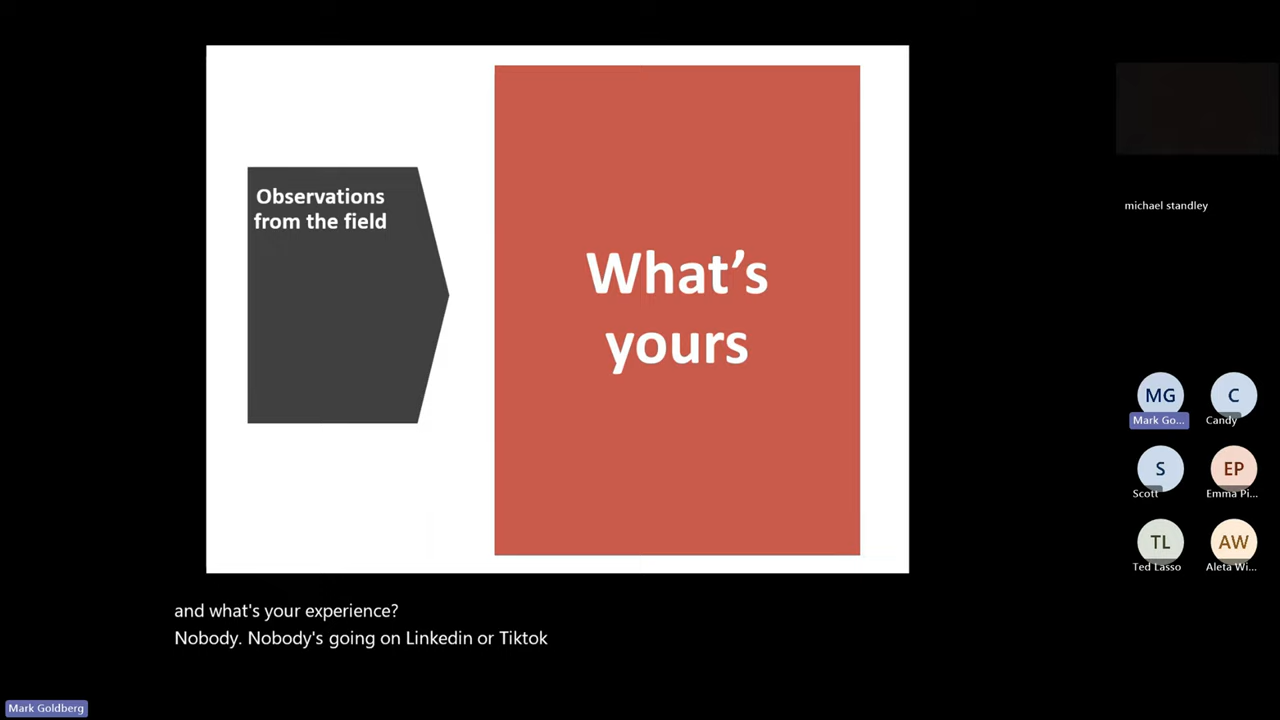 Observations
from the field
What's
yours
michael standley
MG
C
Mark Go...
Candy
S
EP
Scott
Emma Pi...
TL
AW
Ted Lasso
Aleta Wi...
and what's your experience?
Nobody. Nobody's going on Linkedin or Tiktok
Mark Goldberg